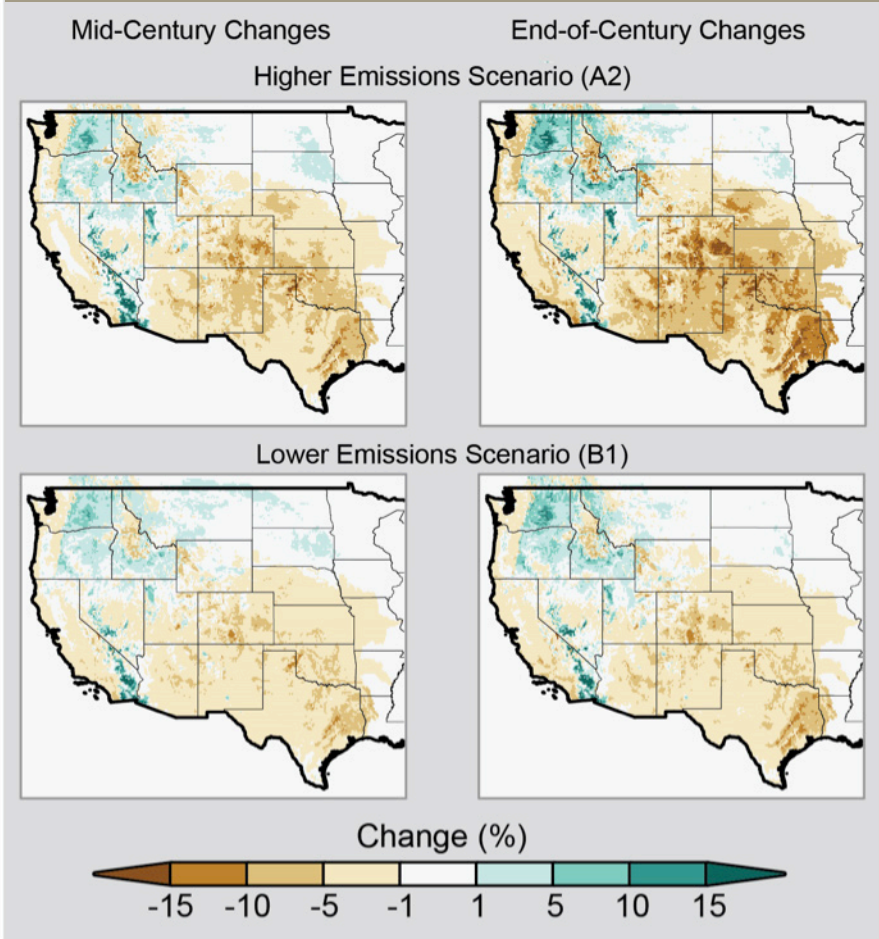 Mid-Century Changes
End-of-Century Changes
Higher Emissions Scenario (A2)
Lower Emissions Scenario (B1)
Change (%)
-15 -10 -5 -1 1 5 10 15